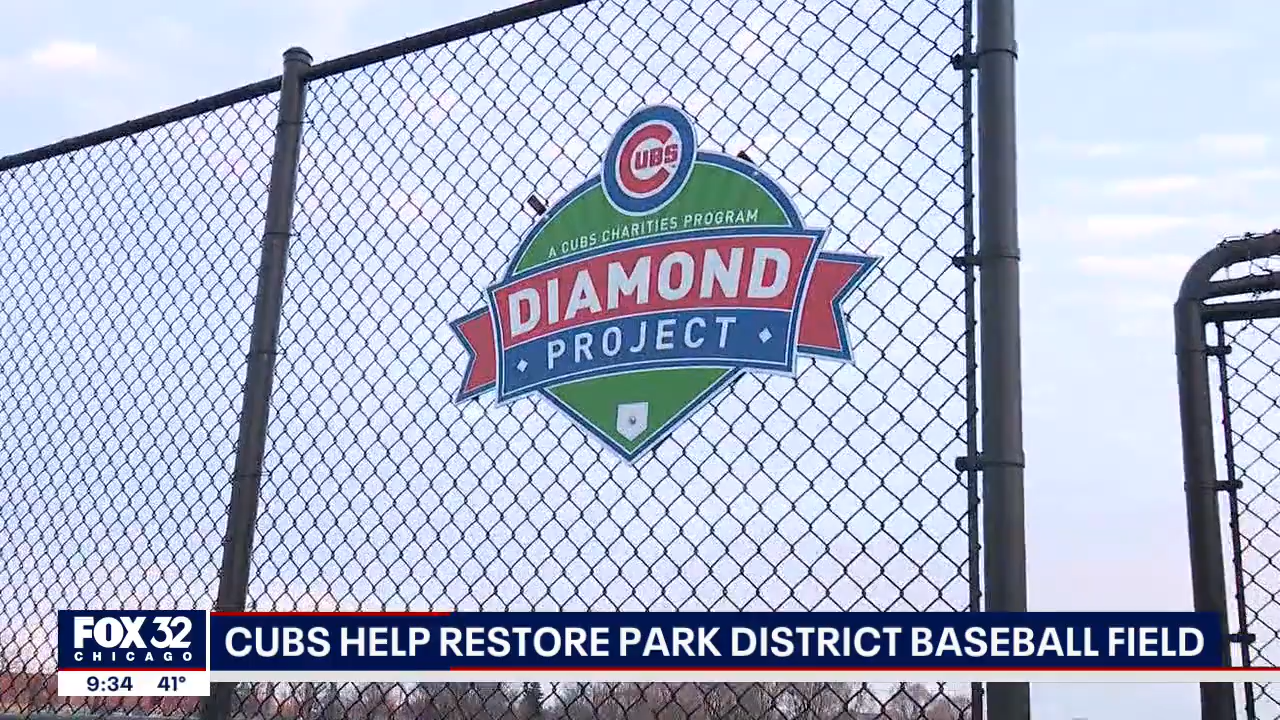 CUBS
A CUBS CHARITIES PROGRAM
DIAMOND
PROJECT
FOX 32
CHICAGO
CUBS HELP RESTORE PARK DISTRICT BASEBALL FIELD
9:34 41°